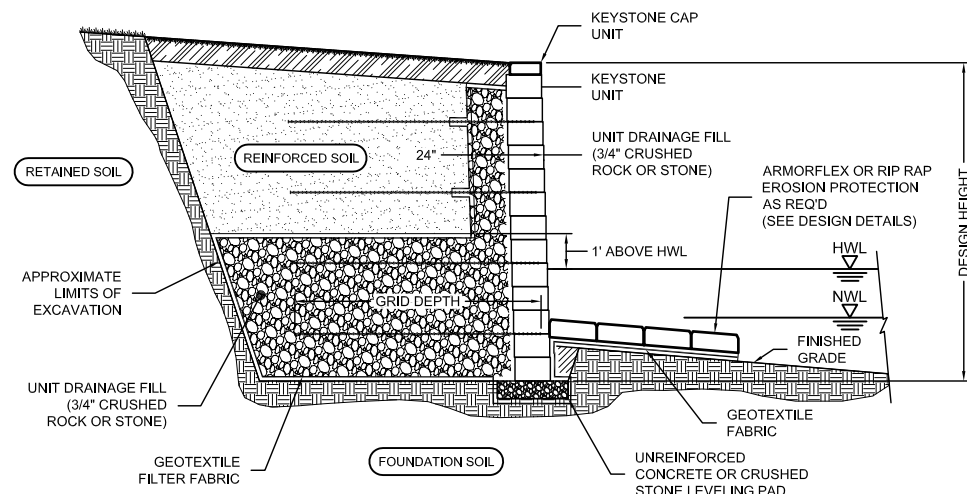 KEYSTONE CAP
UNIT
KEYSTONE
UNIT
REINFORCED SOIL
24"
UNIT DRAINAGE FILL
(3/4" CRUSHED
ROCK OR STONE)
RETAINED SOIL
ARMORFLEX OR RIP RAP
EROSION PROTECTION
AS REQ'D
(SEE DESIGN DETAILS)
DESIGN HEIGHT
1' ABOVE HWL
HWL
APPROXIMATE
LIMITS OF
EXCAVATION
GRID DEPTH
NWL
FINISHED
GRADE
UNIT DRAINAGE FILL
(3/4" CRUSHED
ROCK OR STONE)
GEOTEXTILE
FABRIC
GEOTEXTILE
FILTER FABRIC
FOUNDATION SOIL
UNREINFORCED
CONCRETE OR CRUSHED
STONE LEVELING PAD